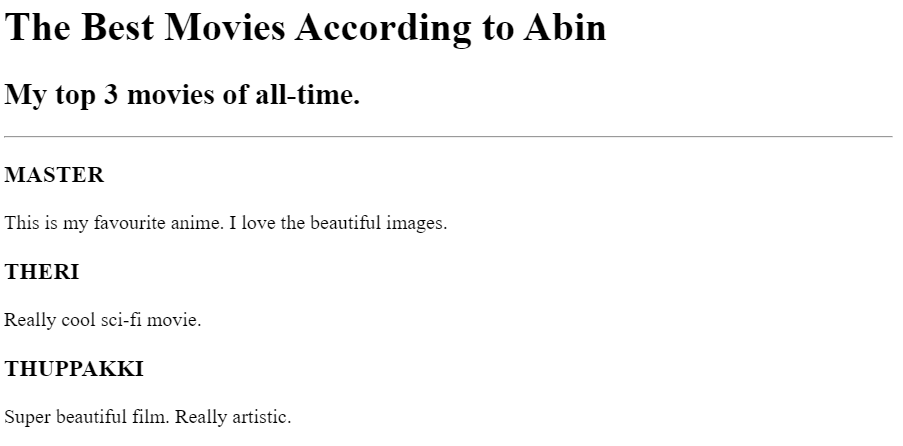 The Best Movies According to Abin
My top 3 movies of all-time.
MASTER
This is my favourite anime. I love the beautiful images.
THERI
Really cool sci-fi movie.
THUPPAKKI
Super beautiful film. Really artistic.